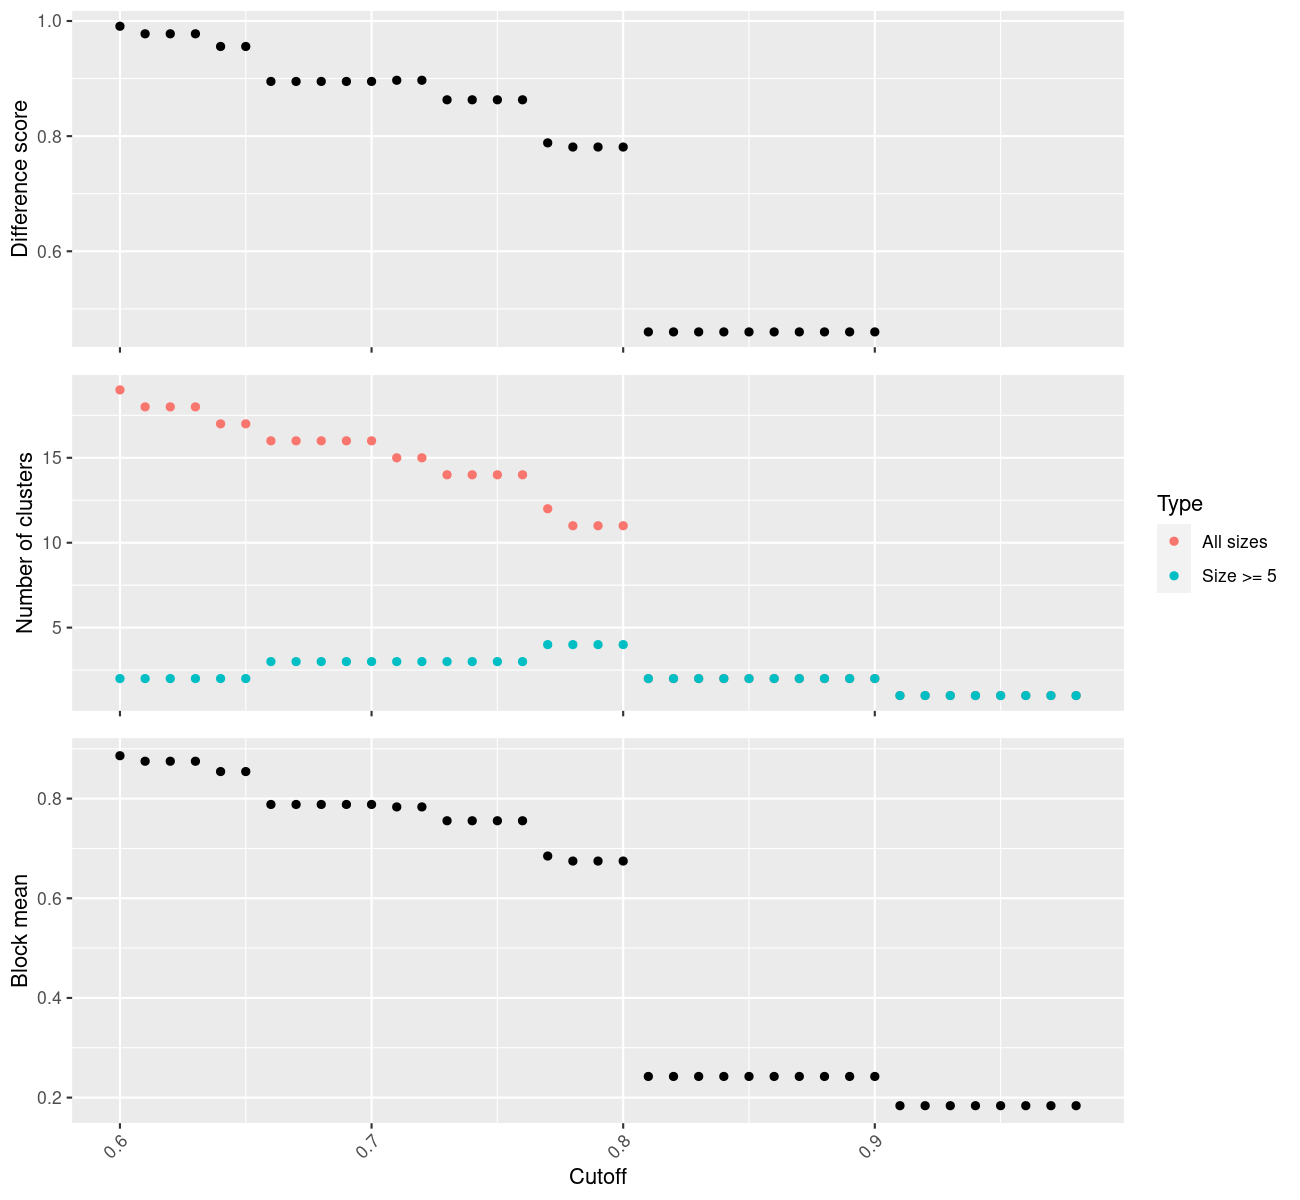 Difference score
1.0
0.8
0.6
Number of clusters
15
10
5
Type
All sizes
Size >= 5
Block mean
0.8
0.6
0.4
0.2
0.6
0.7
0.8
0.9
Cutoff